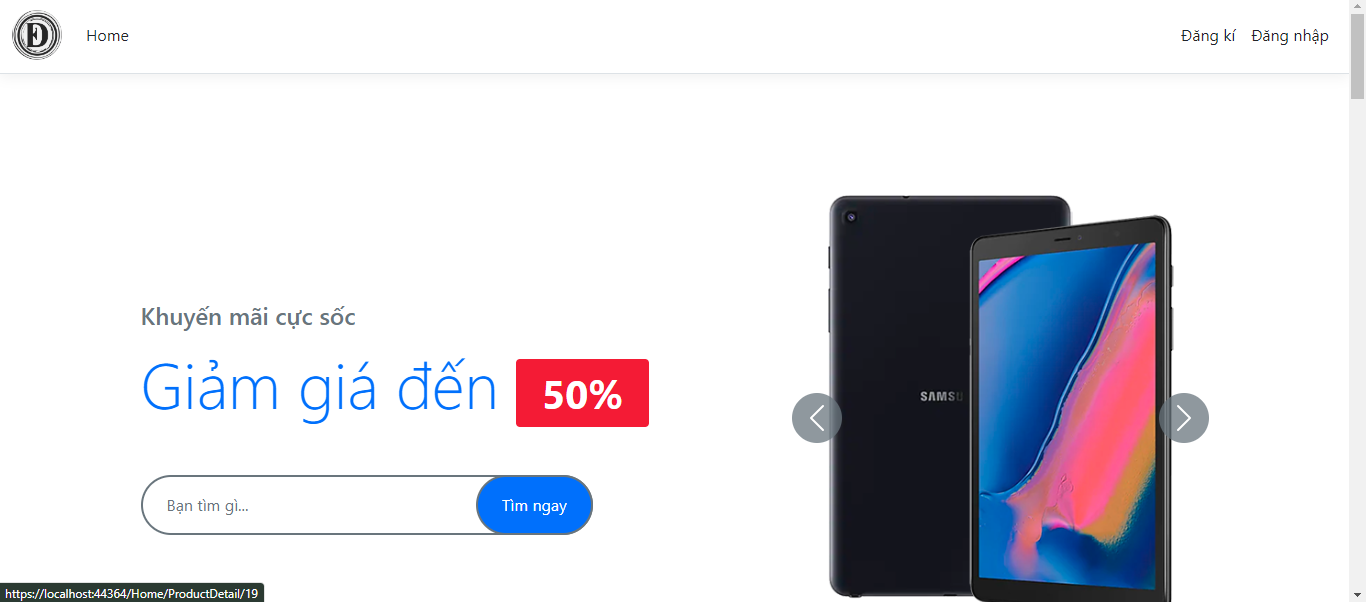 Đ
Home
Đăng kí
Đăng nhập
Khuyến mãi cực sốc
Giảm giá đến 50%
SAMSU
Bạn tìm gì...
Tìm ngay
https://localhost:44364/Home/ProductDetail/19